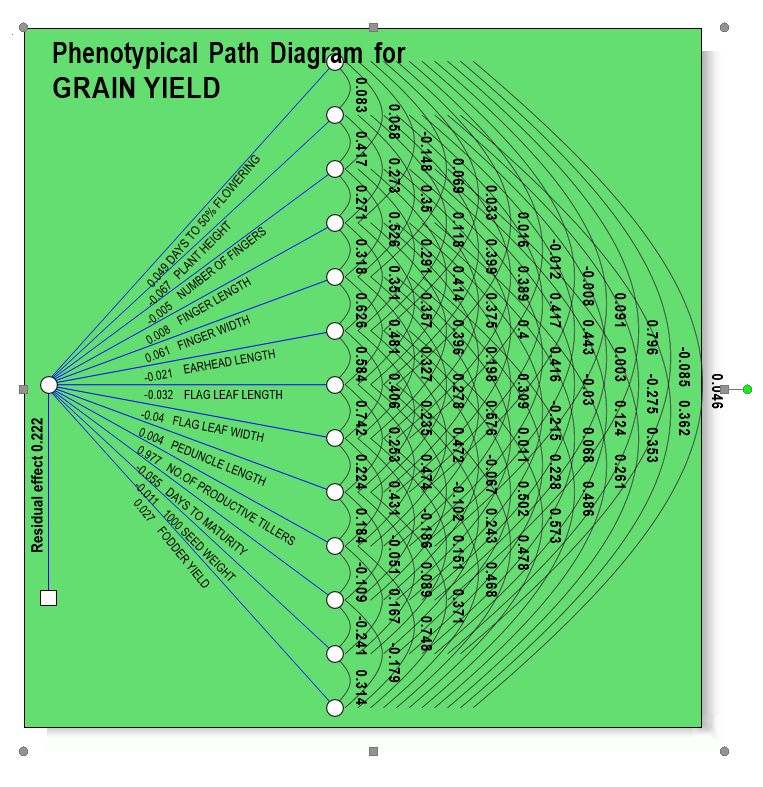 Phenotypical Path Diagram for
GRAIN YIELD
0.049 DAYS TO 50% FLOWERING
-0.067 PLANT HEIGHT
-0.005 NUMBER OF FINGERS
0.008 FINGER LENGTH
0.061 FINGER WIDTH
-0.021 EARHEAD LENGTH
-0.032 FLAG LEAF LENGTH
-0.04 FLAG LEAF WIDTH
0.004 PEDUNCLE LENGTH
0.977 NO.OF PRODUCTIVE TILLERS
-0.055 DAYS TO MATURITY
-0.011 1000 SEED WEIGHT
0.027 FODDER YIELD
Residual effect 0.222
0.083 0.417 0.271 0.318 0.626 0.584 0.742 0.224 0.184 -0.109 -0.241 0.314
0.058 0.273 0.526 0.351 0.481 0.406 0.253 0.431 -0.051 0.167 -0.179
-0.148 0.35 0.291 0.357 0.327 0.235 0.474 -0.186 0.089 0.748
0.069 0.118 0.414 0.396 0.278 0.472 -0.102 0.151 0.371
0.033 0.399 0.375 0.198 0.576 -0.067 0.243 0.468
0.016 0.389 0.4 0.309 0.011 0.502 0.478
-0.012 0.417 0.416 -0.215 0.228 0.573
-0.008 0.443 -0.03 0.068 0.486
0.091 0.003 0.124 0.261
0.796 -0.275 0.353
-0.085 0.362
0.046